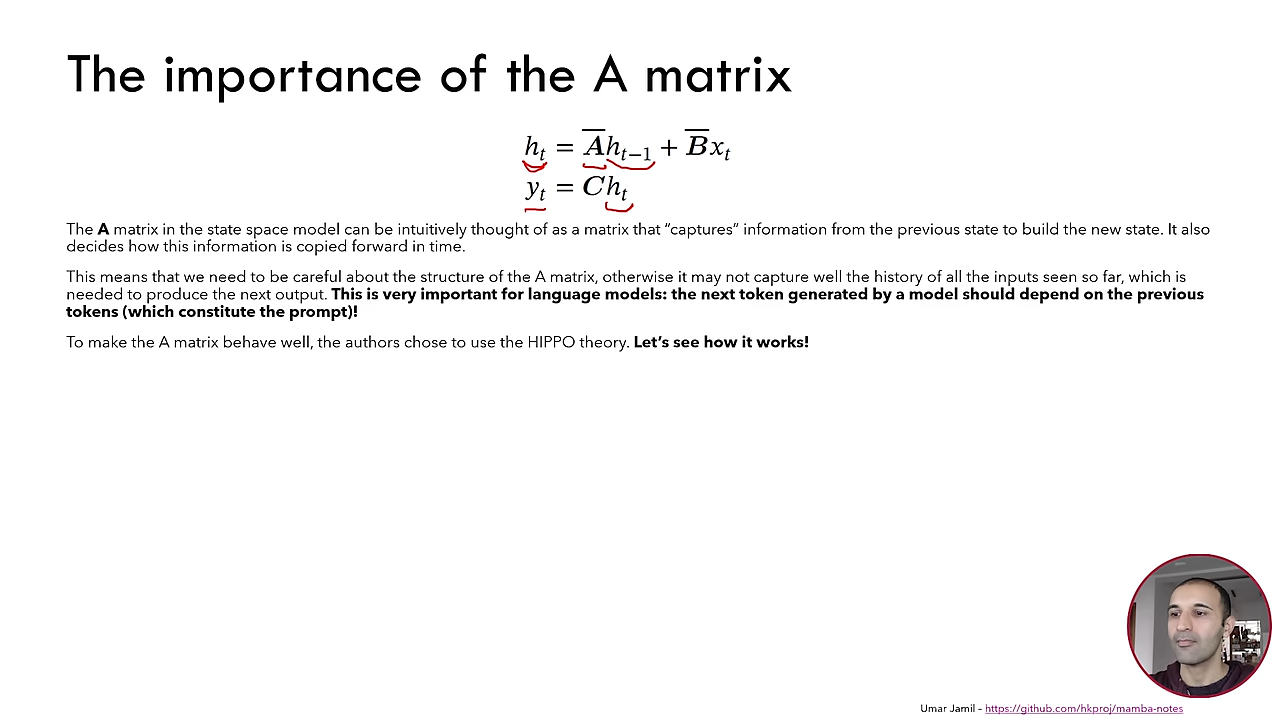 The importance of the A matrix
h_t = A̅h_{t−1} + B̅x_t
y_t = Ch_t
The A matrix in the state space model can be intuitively thought of as a matrix that “captures” information from the previous state to build the new state. It also
decides how this information is copied forward in time.
This means that we need to be careful about the structure of the A matrix, otherwise it may not capture well the history of all the inputs seen so far, which is
needed to produce the next output. This is very important for language models: the next token generated by a model should depend on the previous
tokens (which constitute the prompt)!
To make the A matrix behave well, the authors chose to use the HIPPO theory. Let’s see how it works!
Umar Jamil – https://github.com/hkproj/mamba-notes